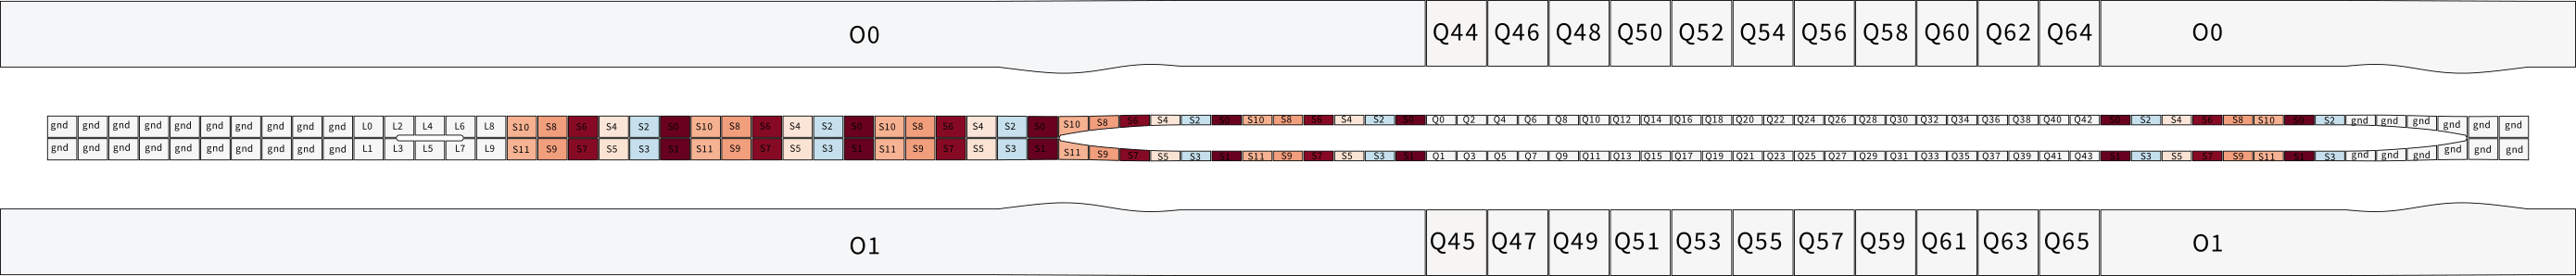 O0 Q44 Q46 Q48 Q50 Q52 Q54 Q56 Q58 Q60 Q62 Q64 O0
gnd gnd gnd gnd gnd gnd gnd gnd gnd gnd L0 L2 L4 L6 L8 S10 S8 S6 S4 S2 S0 S10 S8 S6 S4 S2 S0 S10 S8 S6 S4 S2 S0 S10 S8 S6 S4 S2 S0 S10 S8 S6 S4 S2 S0 Q0 Q2 Q4 Q6 Q8 Q10 Q12 Q14 Q16 Q18 Q20 Q22 Q24 Q26 Q28 Q30 Q32 Q34 Q36 Q38 Q40 Q42 S0 S2 S4 S6 S8 S10 S0 S2 gnd gnd gnd gnd gnd gnd
gnd gnd gnd gnd gnd gnd gnd gnd gnd gnd L1 L3 L5 L7 L9 S11 S9 S7 S5 S3 S1 S11 S9 S7 S5 S3 S1 S11 S9 S7 S5 S3 S1 S11 S9 S7 S5 S3 S1 S11 S9 S7 S5 S3 S1 Q1 Q3 Q5 Q7 Q9 Q11 Q13 Q15 Q17 Q19 Q21 Q23 Q25 Q27 Q29 Q31 Q33 Q35 Q37 Q39 Q41 Q43 S1 S3 S5 S7 S9 S11 S1 S3 gnd gnd gnd gnd gnd gnd
O1 Q45 Q47 Q49 Q51 Q53 Q55 Q57 Q59 Q61 Q63 Q65 O1